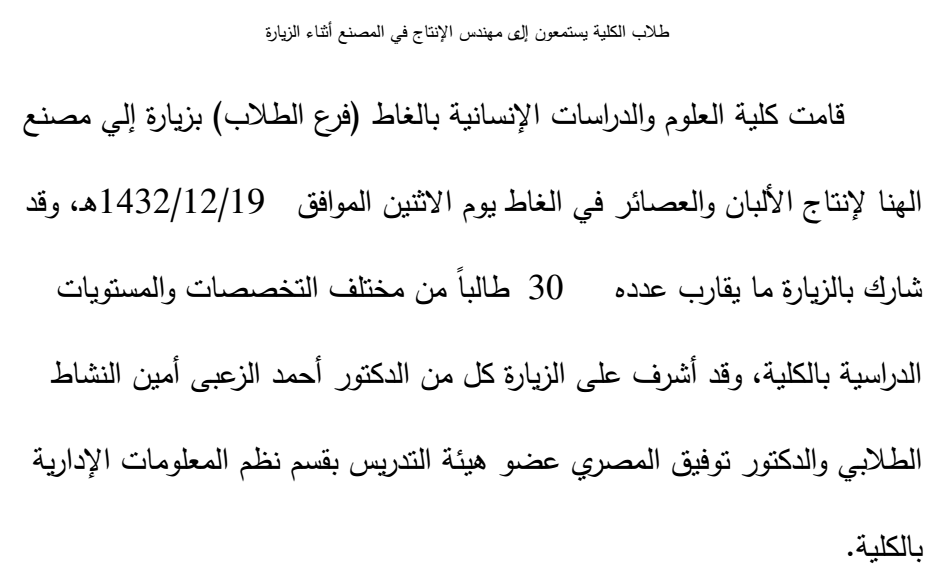 طلاب الكلية يستمعون إلى مهندس الإنتاج في المصنع أثناء الزيارة
قامت كلية العلوم والدراسات الإنسانية بالغاط (فرع الطلاب) بزيارة إلي مصنع
الهنا لإنتاج الألبان والعصائر في الغاط يوم الاثنين الموافق 1432/12/19هـ، وقد
شارك بالزيارة ما يقارب عدده 30 طالباً من مختلف التخصصات والمستويات
الدراسية بالكلية، وقد أشرف على الزيارة كل من الدكتور أحمد الزعبى أمين النشاط
الطلابي والدكتور توفيق المصري عضو هيئة التدريس بقسم نظم المعلومات الإدارية
بالكلية.